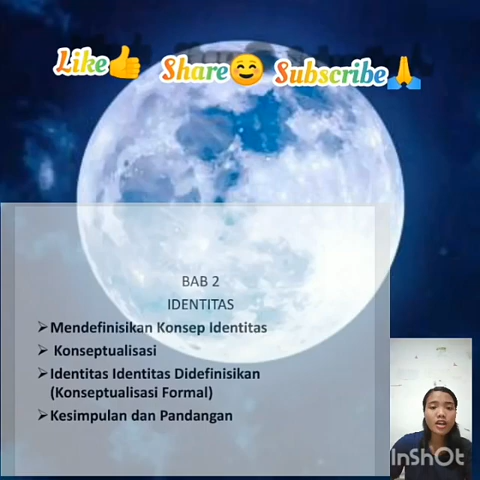 Like👍 Share😊 Subscribe🙏
BAB 2
IDENTITAS
➢Mendefinisikan Konsep Identitas
➢ Konseptualisasi
➢Identitas Identitas Didefinisikan
(Konseptualisasi Formal)
➢Kesimpulan dan Pandangan
InShOt